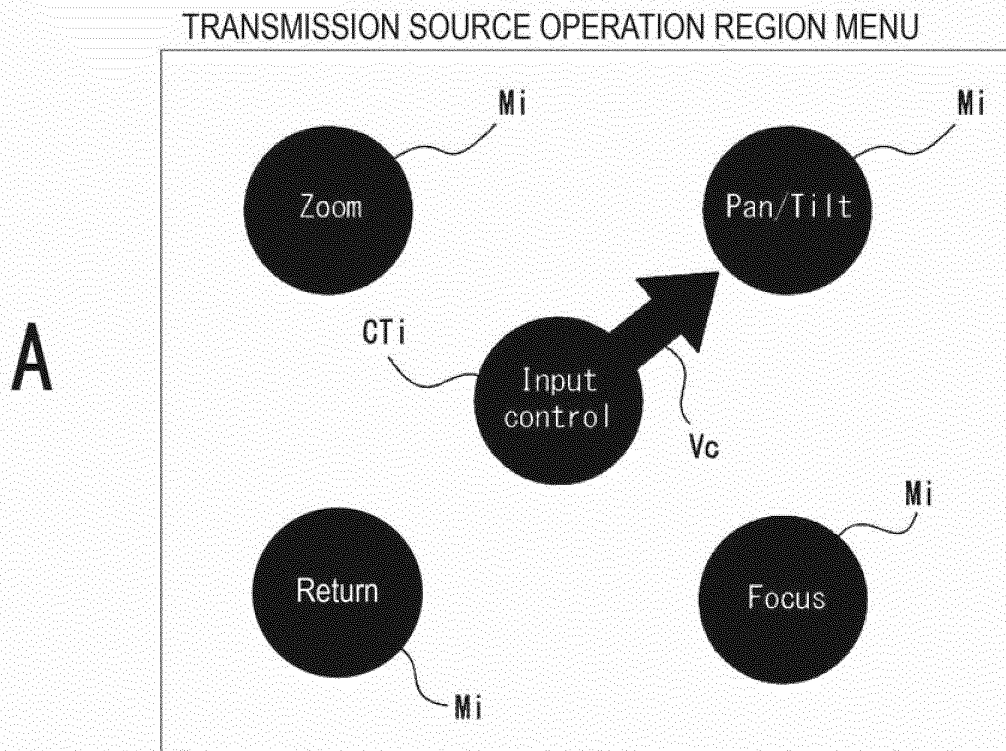 TRANSMISSION SOURCE OPERATION REGION MENU
Mi
Mi
Zoom
Pan/Tilt
A
CTi
Input
control
Vc
Mi
Return
Focus
Mi